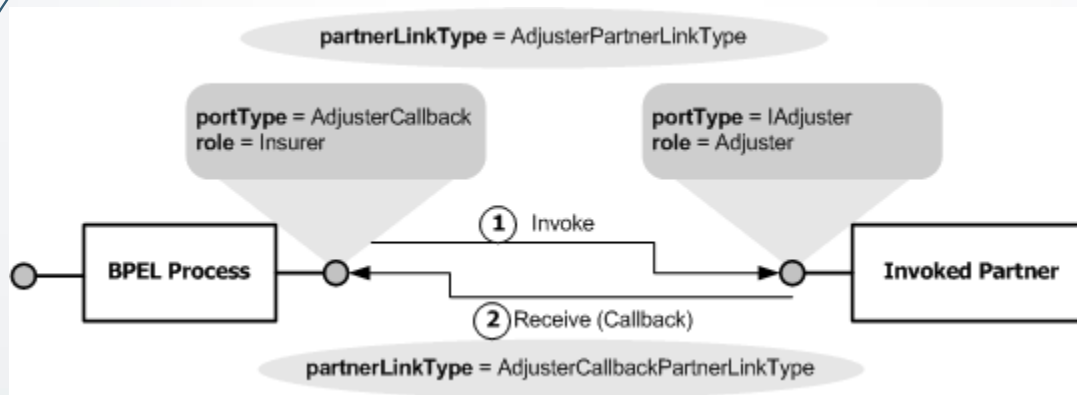 partnerLinkType = AdjusterPartnerLinkType
portType = AdjusterCallback
role = Insurer
portType = IAdjuster
role = Adjuster
1 Invoke
BPEL Process
Invoked Partner
2 Receive (Callback)
partnerLinkType = AdjusterCallbackPartnerLinkType